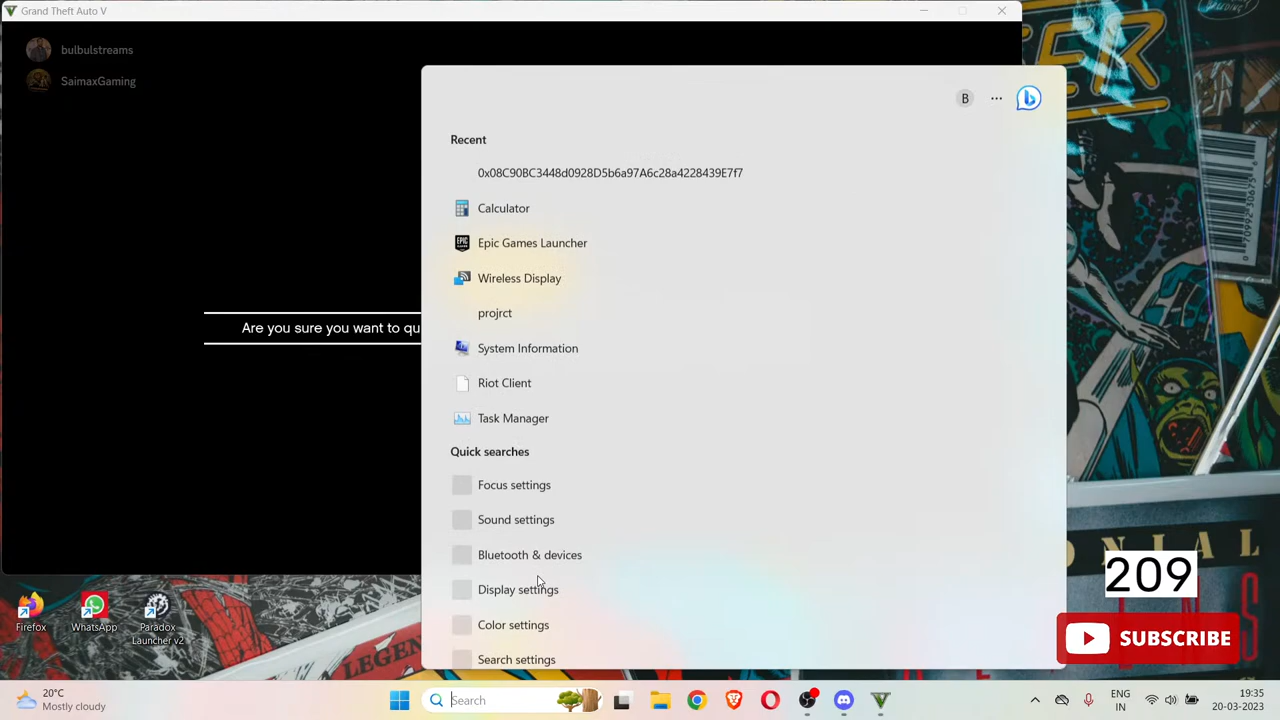 Grand Theft Auto V
bulbulstreams
SaimaxGaming
Are you sure you want to qu
B
Recent
0x08C90BC3448d0928D5b6a97A6c28a4228439E7f7
Calculator
EPIC
Epic Games Launcher
Wireless Display
projrct
System Information
Riot Client
Task Manager
Quick searches
Focus settings
Sound settings
Bluetooth & devices
Display settings
Color settings
Search settings
209
SUBSCRIBE
Firefox
WhatsApp
Paradox
Launcher v2
LEGEN
20°C
Mostly cloudy
Search
ENG
IN
19:35
20-03-2023